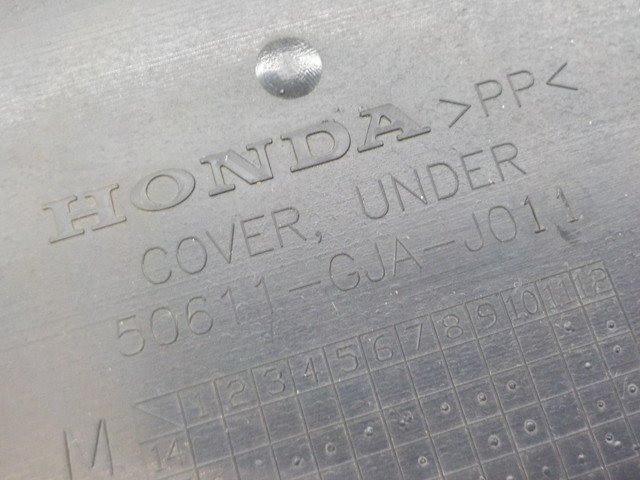 HONDA >PP<
COVER, UNDER
50611-GJA-J011
1 2 3 4 5 6 7 8 9 10 11 12
M 14